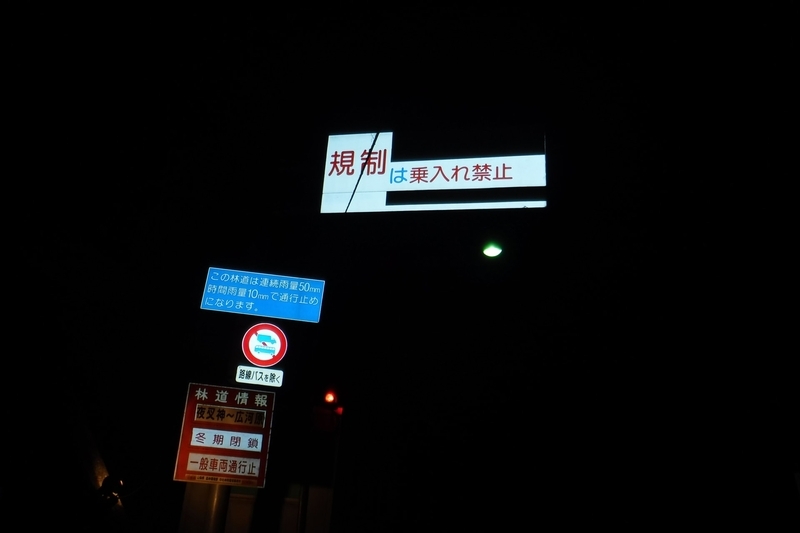 規制
は乗入れ禁止
この林道は連続雨量50mm
時間雨量10mmで通行止め
になります。
路線バスを除く
林道情報
夜叉神～広河原
冬期閉鎖
一般車両通行止